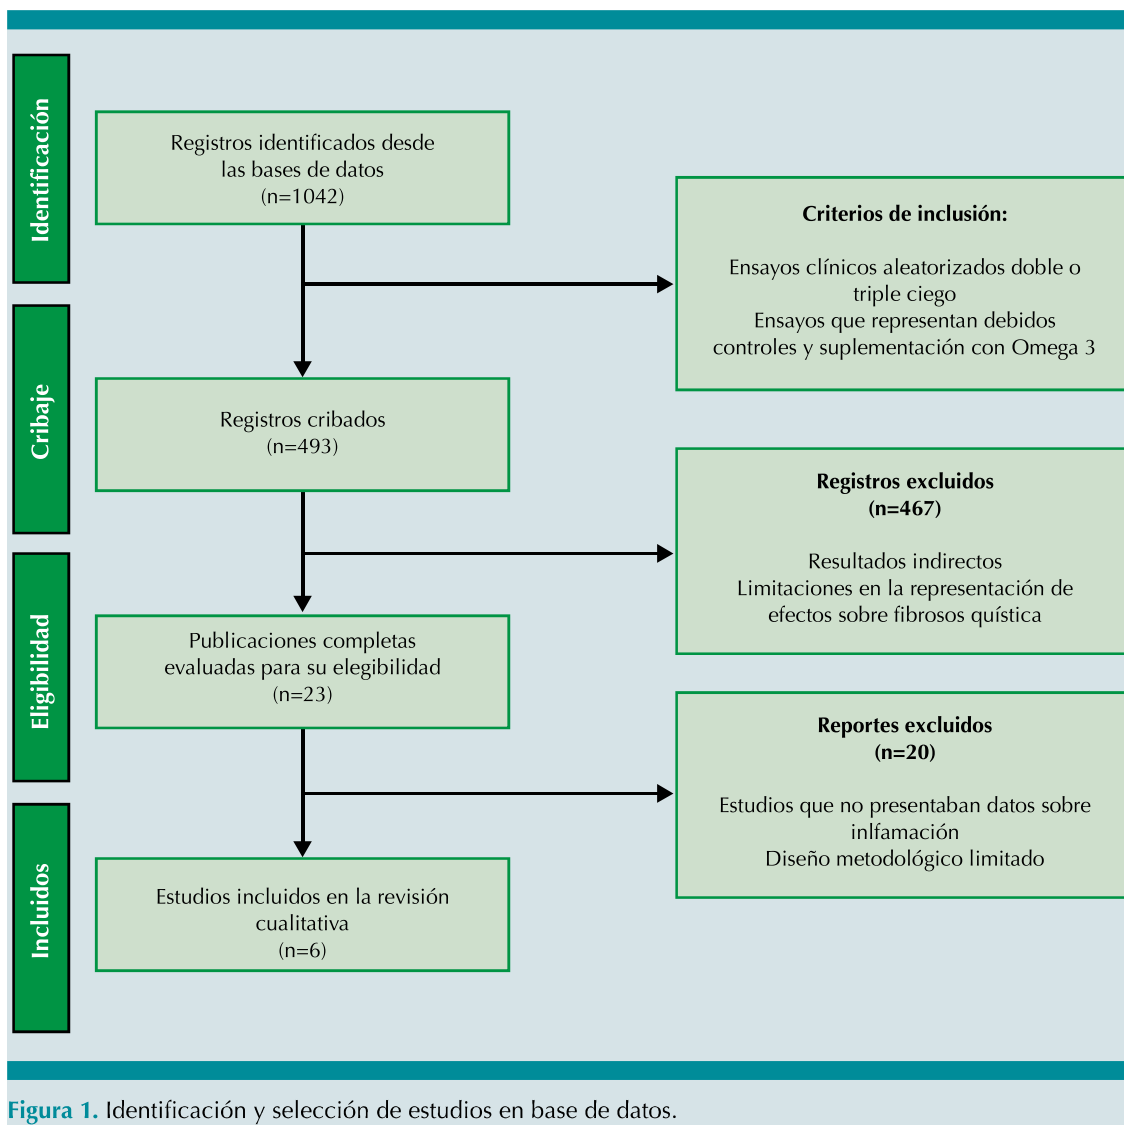 Identificación
Registros identificados desde
las bases de datos
(n=1042)
Criterios de inclusión:
Ensayos clínicos aleatorizados doble o
triple ciego
Ensayos que representan debidos
controles y suplementación con Omega 3
Cribaje
Registros cribados
(n=493)
Registros excluidos
(n=467)
Resultados indirectos
Limitaciones en la representación de
efectos sobre fibrosos quística
Eligibilidad
Publicaciones completas
evaluadas para su elegibilidad
(n=23)
Reportes excluidos
(n=20)
Estudios que no presentaban datos sobre
inlfamación
Diseño metodológico limitado
Incluidos
Estudios incluidos en la revisión
cualitativa
(n=6)
Figura 1. Identificación y selección de estudios en base de datos.